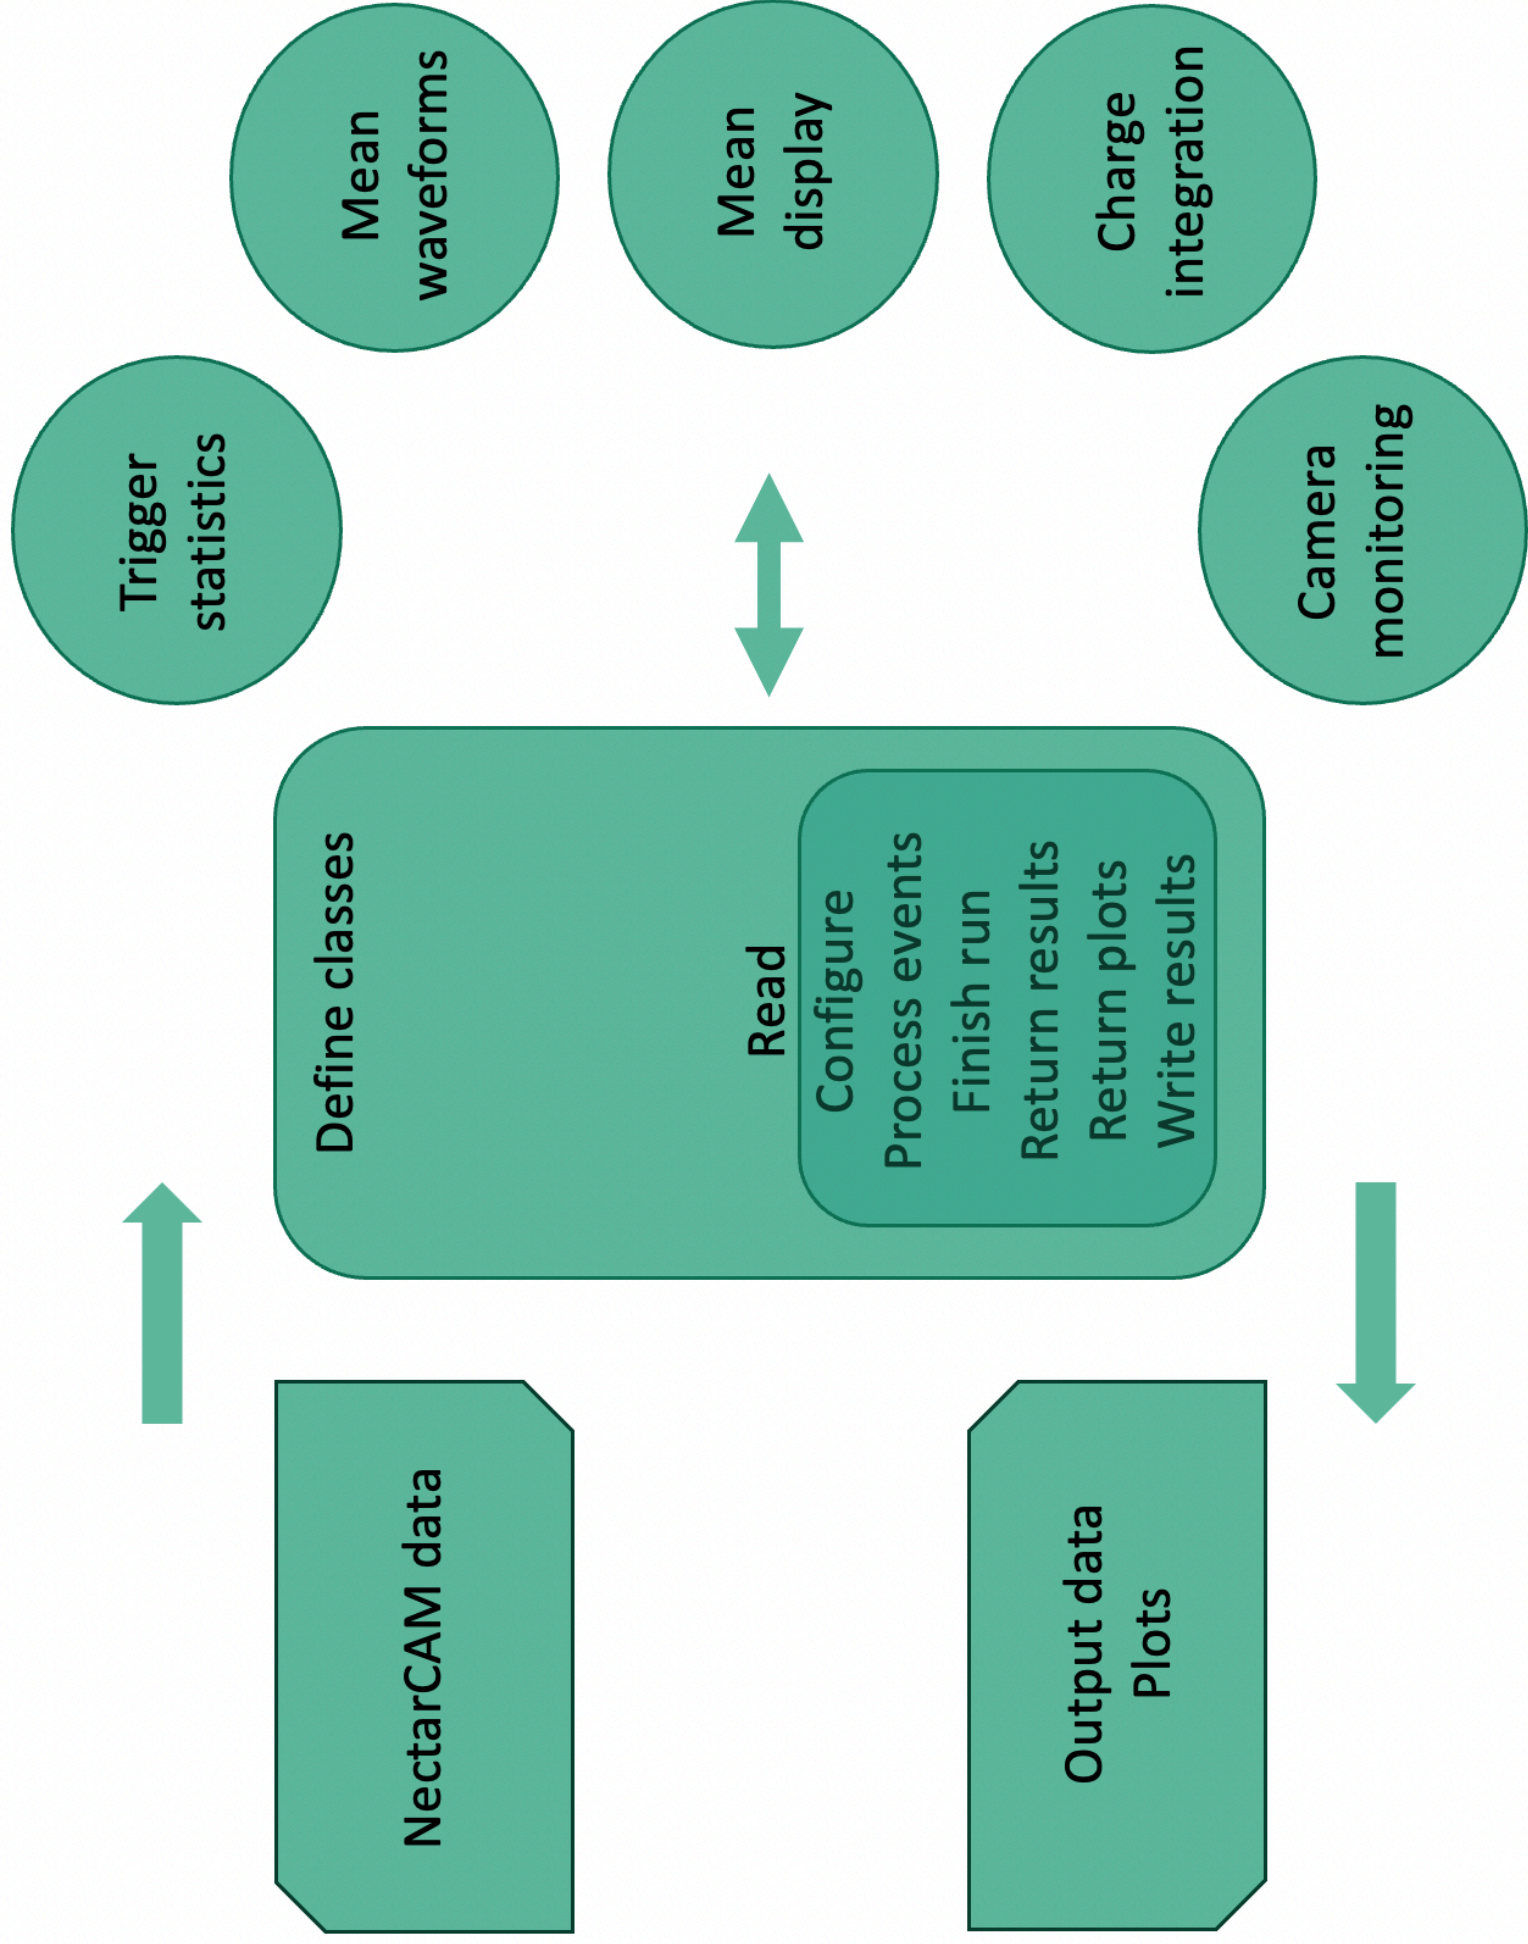 NectarCAM data
Output data
Plots
Define classes
Read
Configure
Process events
Finish run
Return results
Return plots
Write results
Trigger
statistics
Mean
waveforms
Mean
display
Charge
integration
Camera
monitoring